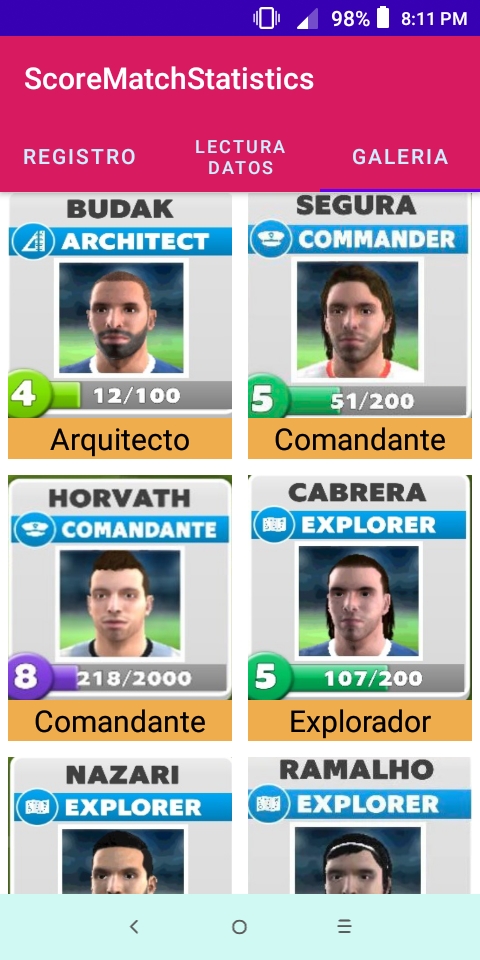 98% 8:11 PM
ScoreMatchStatistics
REGISTRO
LECTURA
DATOS
GALERIA
BUDAK
ARCHITECT
4 12/100
Arquitecto
SEGURA
COMMANDER
5 51/200
Comandante
HORVATH
COMANDANTE
8 218/2000
Comandante
CABRERA
EXPLORER
5 107/200
Explorador
NAZARI
EXPLORER
RAMALHO
EXPLORER